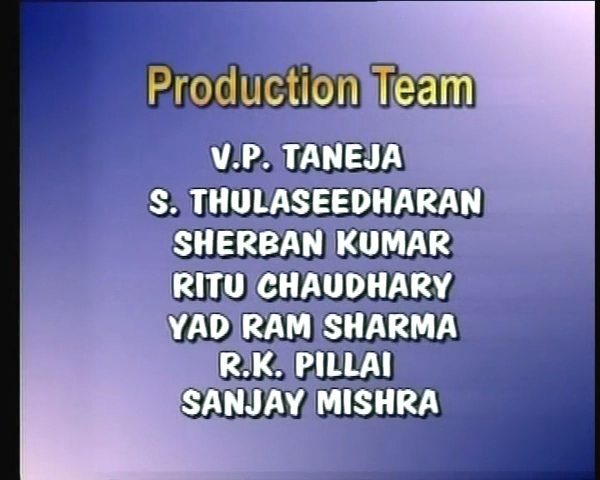 Production Team
V.P. TANEJA
S. THULASEEDHARAN
SHERBAN KUMAR
RITU CHAUDHARY
YAD RAM SHARMA
R.K. PILLAI
SANJAY MISHRA